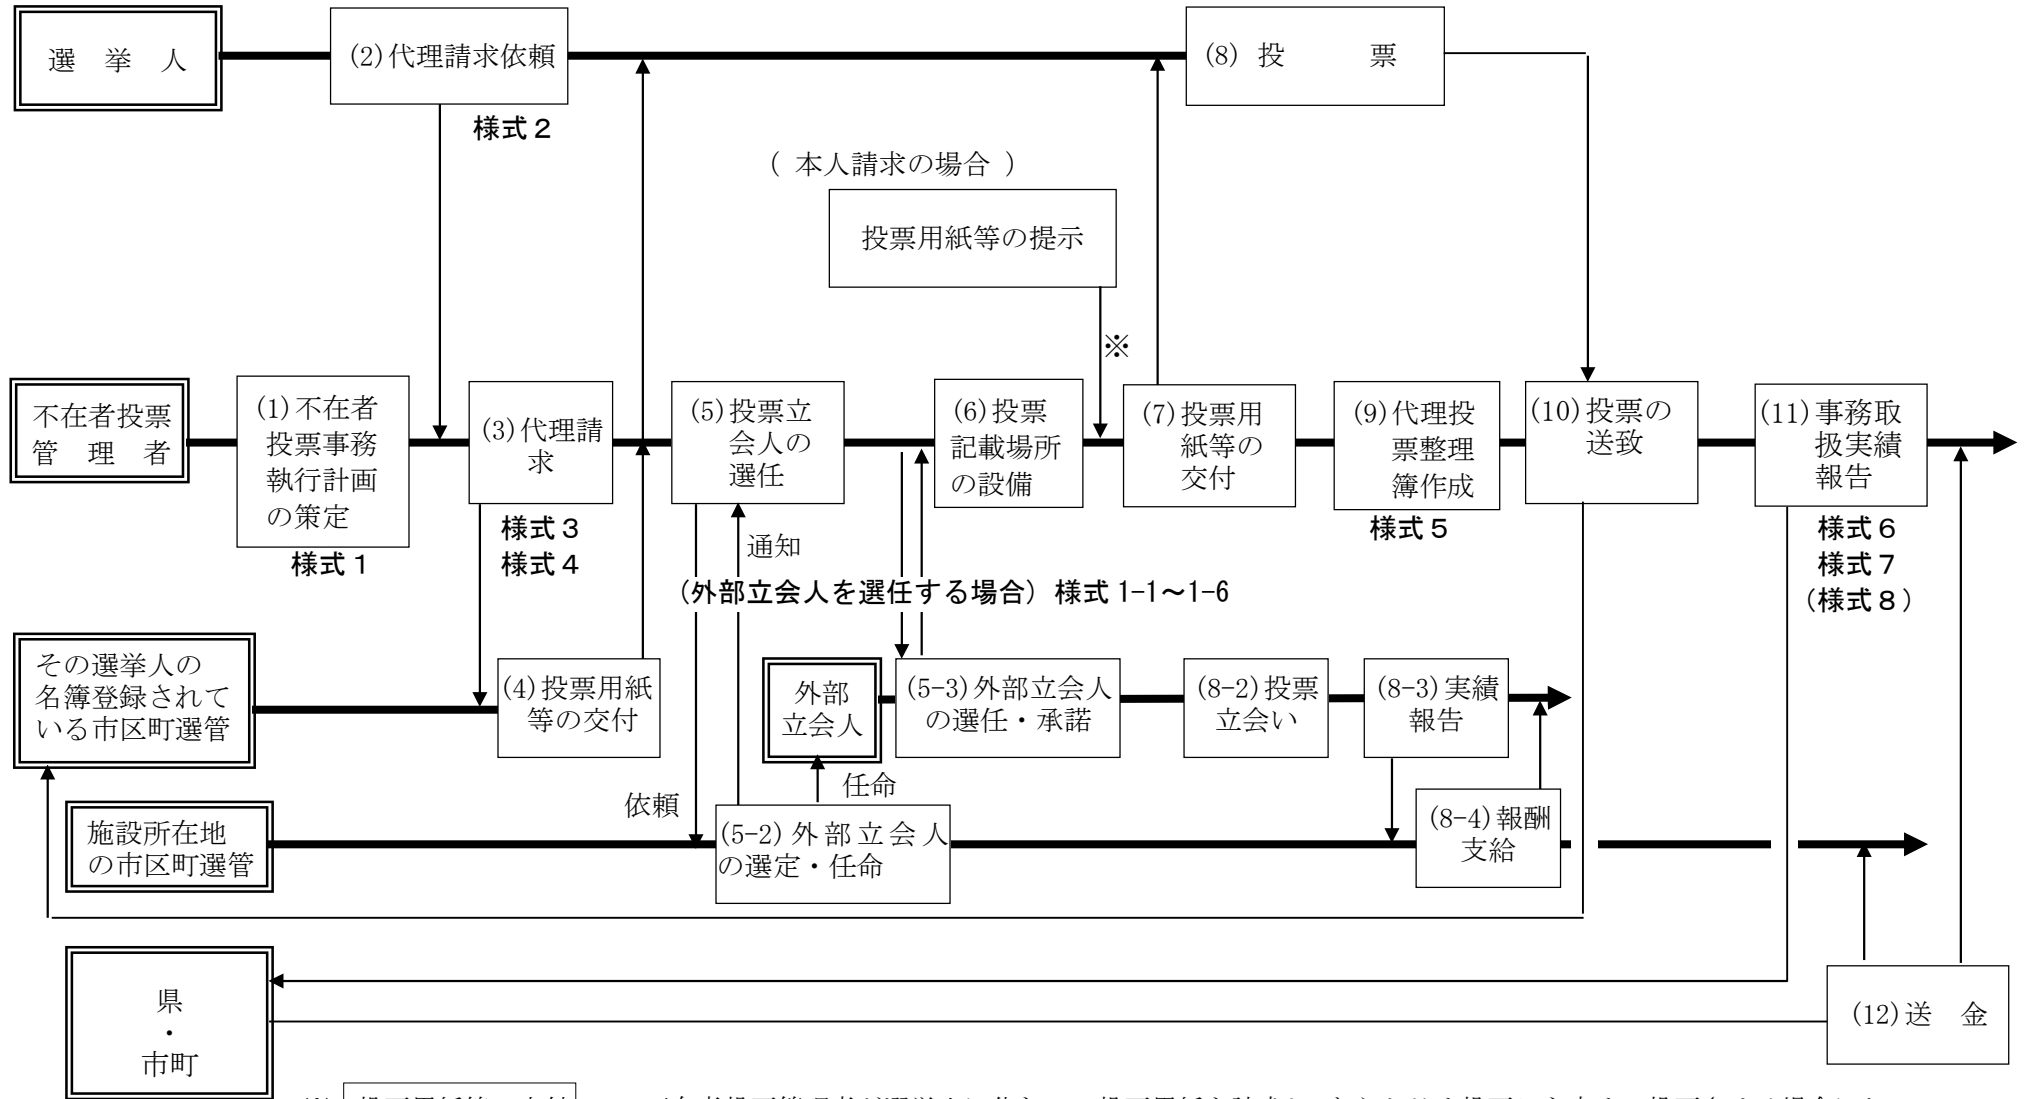 選　挙　人
(2)代理請求依頼
(8) 投　　　票
様式２
( 本人請求の場合 )
投票用紙等の提示
※
不在者投票
管　理　者
(1)不在者
投票事務
執行計画
の策定
様式１
(3)代理請
求
様式３
様式４
(5)投票立
会人の
選任
(6)投票
記載場所
の設備
(7)投票用
紙等の
交付
(9)代理投
票整理
簿作成
様式５
(10)投票の
送致
(11)事務取
扱実績
報告
様式６
様式７
（様式８）
通知
（外部立会人を選任する場合）様式 1-1～1-6
その選挙人の
名簿登録されて
いる市区町選管
(4)投票用紙
等の交付
外部
立会人
(5-3)外部立会人
の選任・承諾
(8-2)投票
立会い
(8-3)実績
報告
任命
依頼
施設所在地
の市区町選管
(5-2)外部立会人
の選定・任命
(8-4)報酬
支給
県
・
市町
(12)送　金